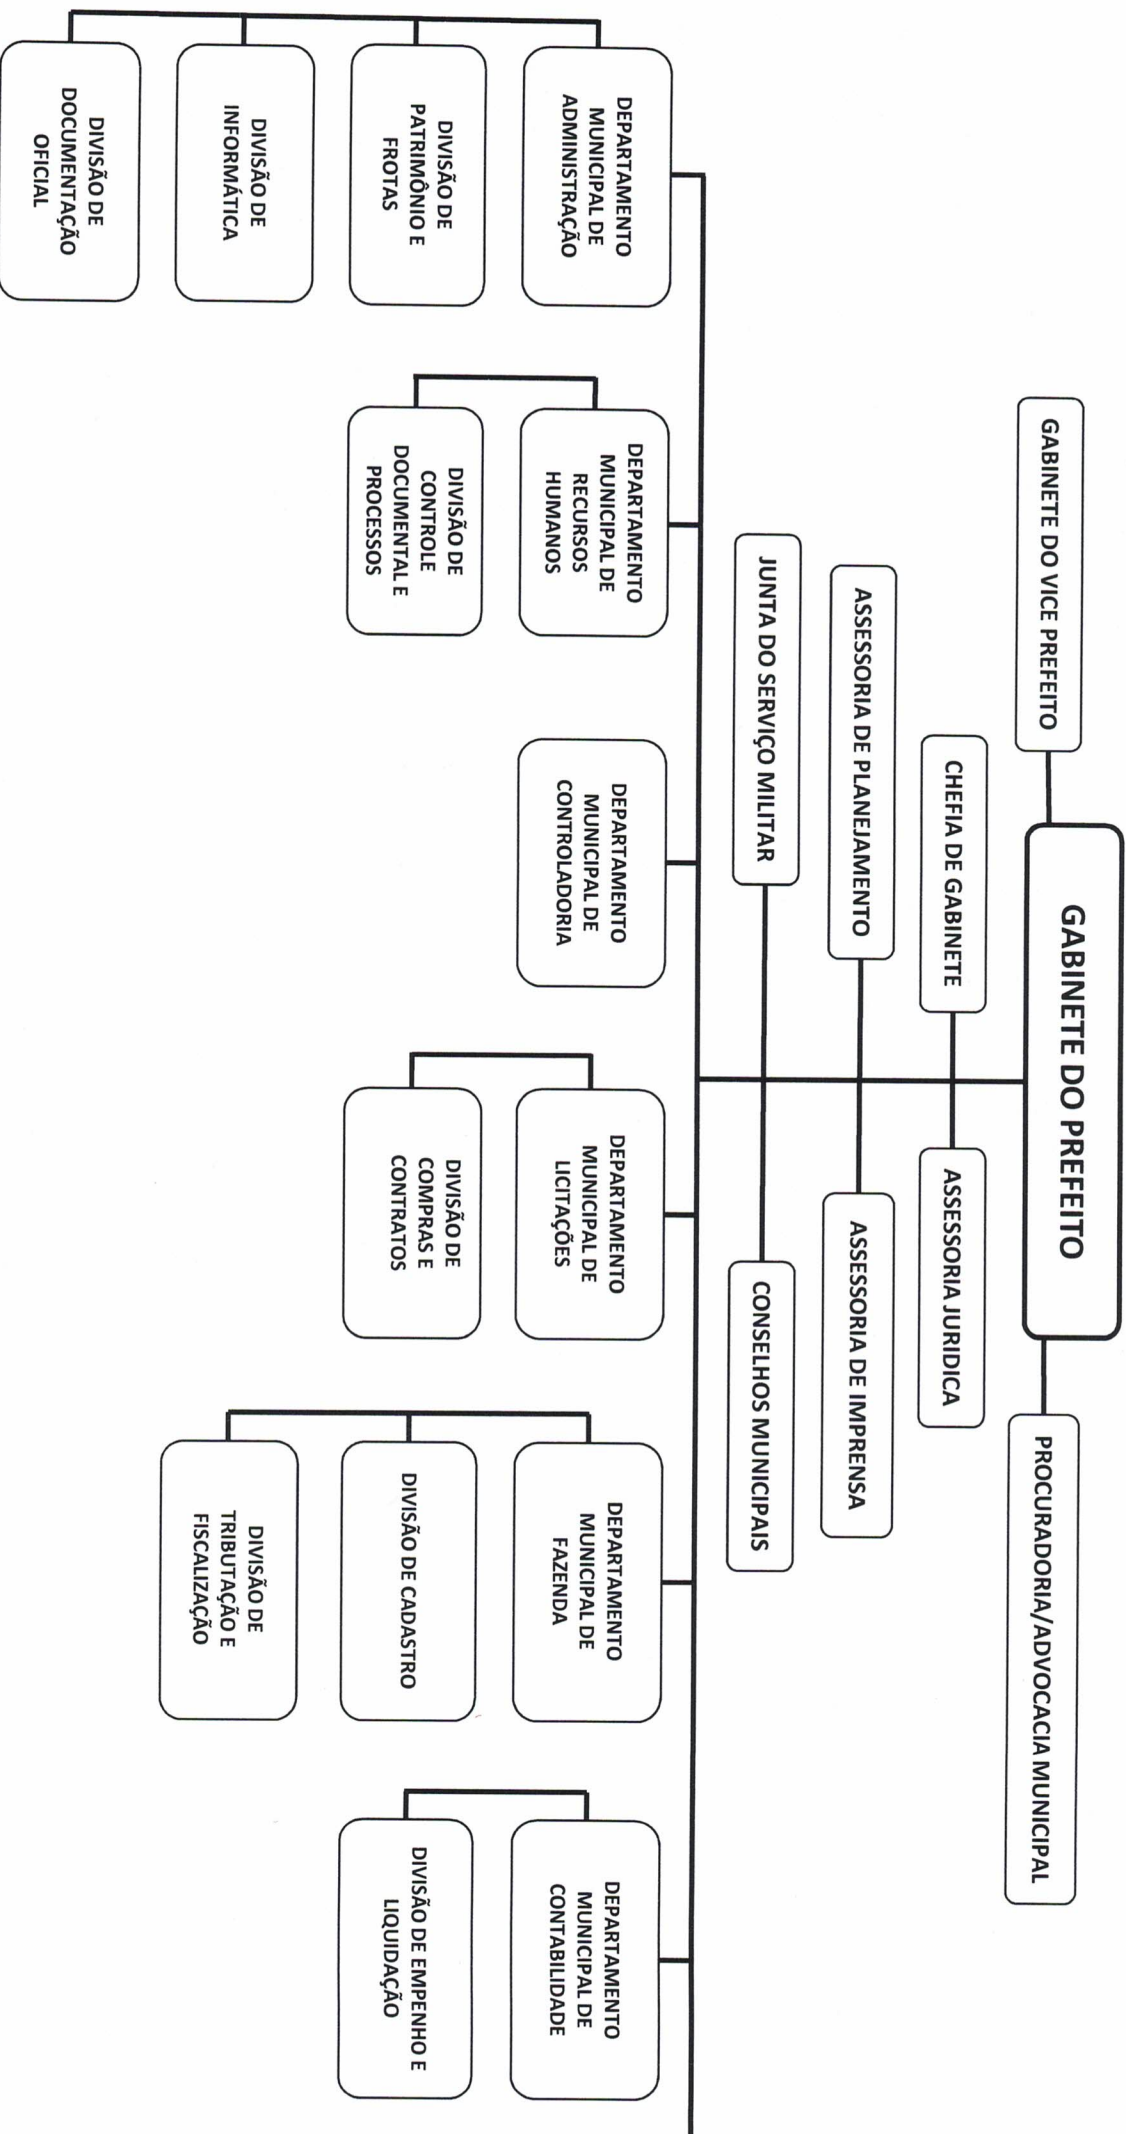 GABINETE DO PREFEITO
GABINETE DO VICE PREFEITO
PROCURADORIA/ADVOCACIA MUNICIPAL
CHEFIA DE GABINETE
ASSESSORIA JURIDICA
ASSESSORIA DE PLANEJAMENTO
ASSESSORIA DE IMPRENSA
JUNTA DO SERVIÇO MILITAR
CONSELHOS MUNICIPAIS
DEPARTAMENTO
MUNICIPAL DE
ADMINISTRAÇÃO
DIVISÃO DE
PATRIMÔNIO E
FROTAS
DIVISÃO DE
INFORMÁTICA
DIVISÃO DE
DOCUMENTAÇÃO
OFICIAL
DEPARTAMENTO
MUNICIPAL DE
RECURSOS
HUMANOS
DIVISÃO DE
CONTROLE
DOCUMENTAL E
PROCESSOS
DEPARTAMENTO
MUNICIPAL DE
CONTROLADORIA
DEPARTAMENTO
MUNICIPAL DE
LICITAÇÕES
DIVISÃO DE
COMPRAS E
CONTRATOS
DEPARTAMENTO
MUNICIPAL DE
FAZENDA
DIVISÃO DE CADASTRO
DIVISÃO DE
TRIBUTAÇÃO E
FISCALIZAÇÃO
DEPARTAMENTO
MUNICIPAL DE
CONTABILIDADE
DIVISÃO DE EMPENHO E
LIQUIDAÇÃO